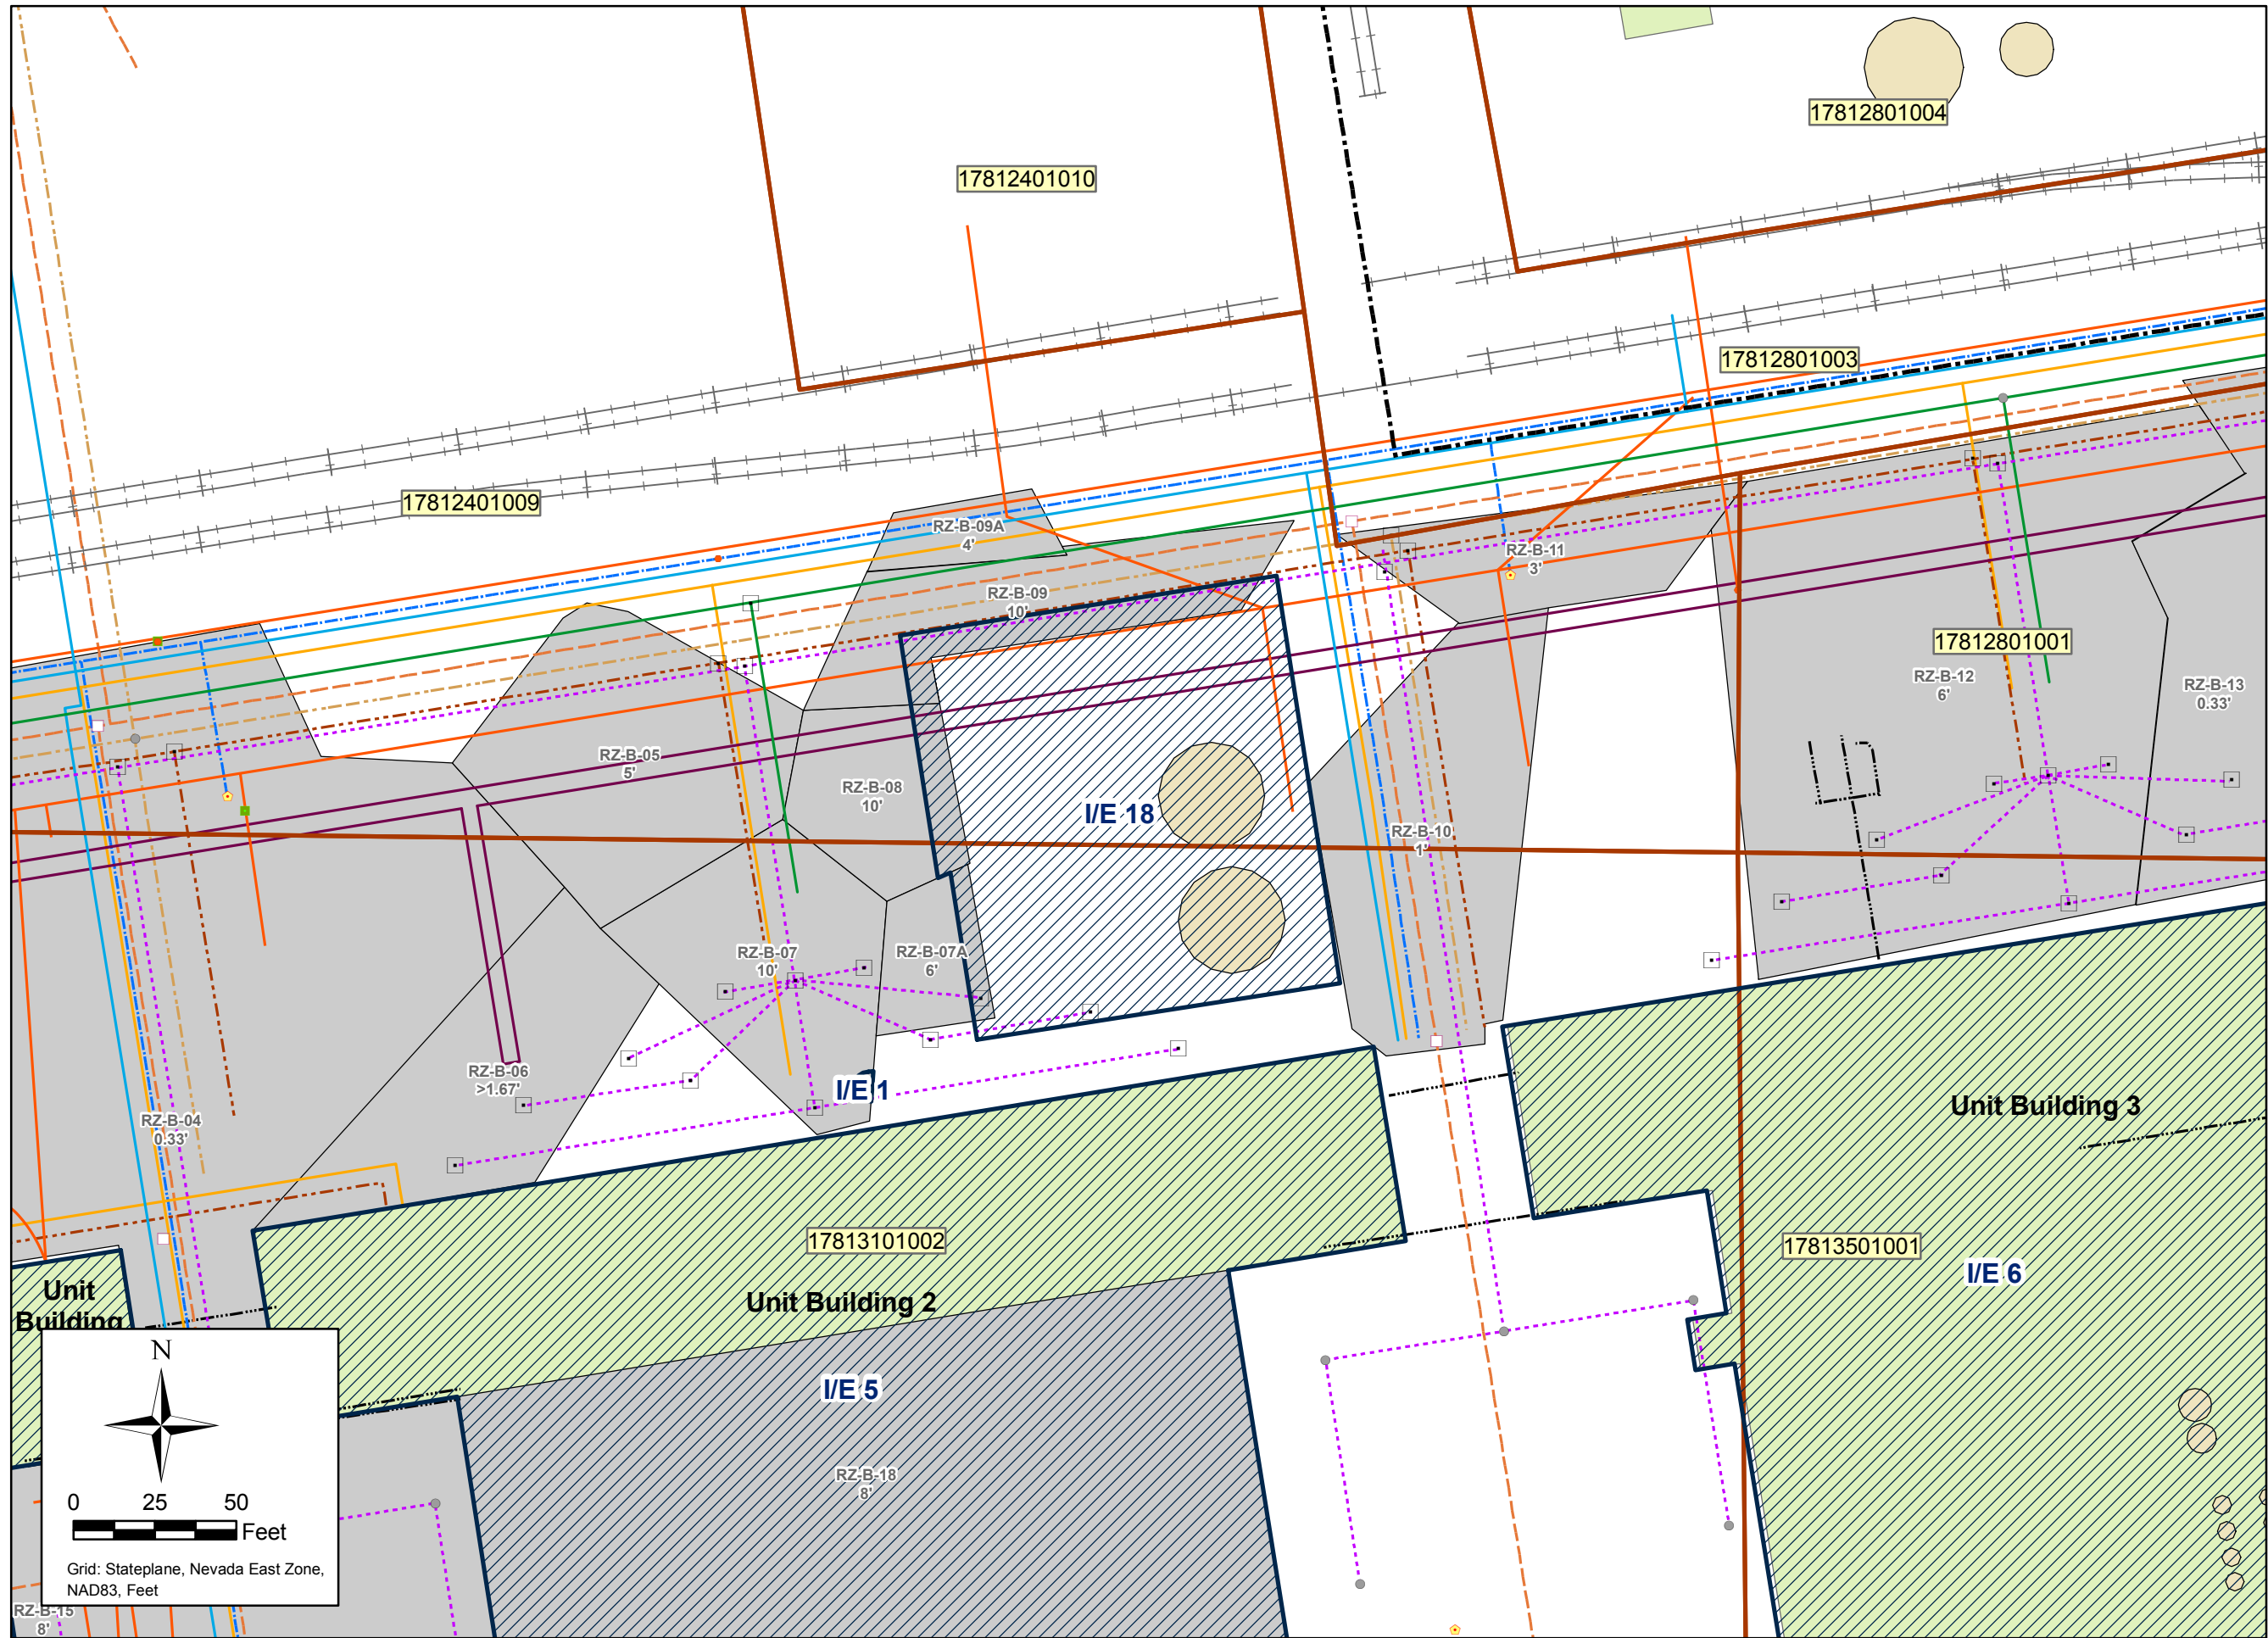 17812801004
17812401010
17812801003
17812401009
RZ-B-09A
4'
RZ-B-11
3'
RZ-B-09
10'
17812801001
RZ-B-12
6'
RZ-B-13
0.33'
RZ-B-05
5'
RZ-B-08
10'
I/E 18
RZ-B-10
1'
RZ-B-07
10'
RZ-B-07A
6'
RZ-B-06
>1.67'
I/E 1
RZ-B-04
0.33'
Unit Building 3
17813101002
17813501001
I/E 6
Unit
Building
Unit Building 2
I/E 5
RZ-B-18
8'
N
0 25 50
Feet
Grid: Stateplane, Nevada East Zone,
NAD83, Feet
RZ-B-15
8'